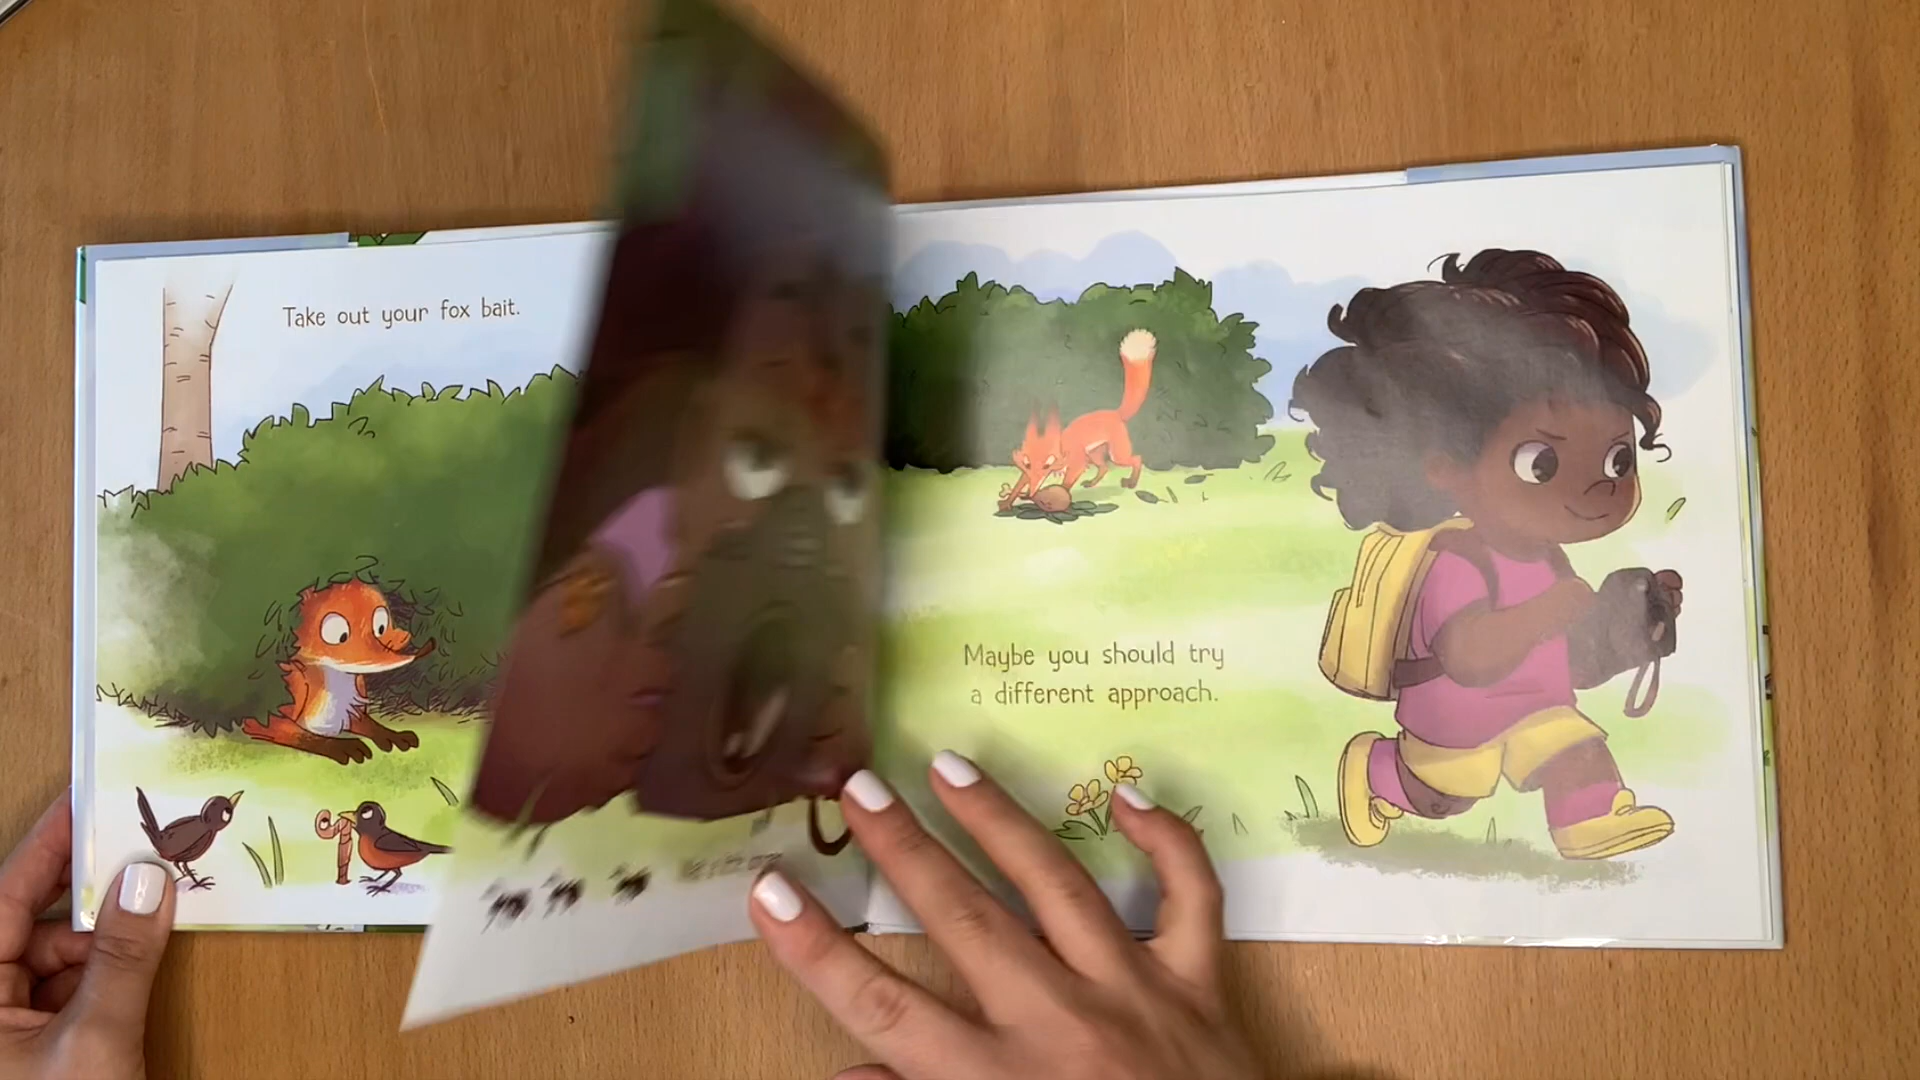 Take out your fox bait.
Maybe you should try
a different approach.